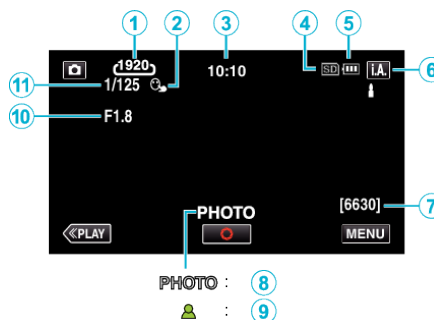 1 2 3 4 5
1920 10:10 SD i.A. 6
11 1/125
10 F1.8
[6630] 7
PHOTO
≪PLAY MENU
PHOTO : 8
: 9